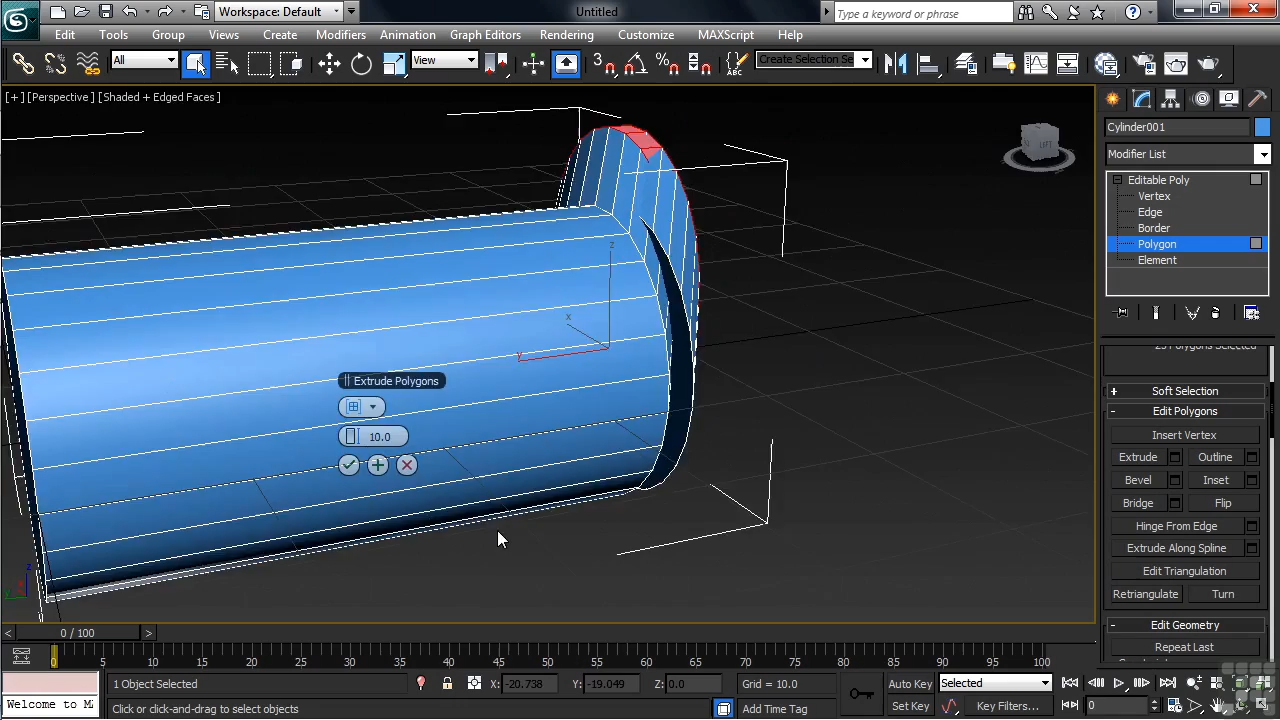 Workspace: Default
Untitled
Type a keyword or phrase
Edit Tools Group Views Create Modifiers Animation Graph Editors Rendering Customize MAXScript Help
All View 3 Create Selection Se
[+] [Perspective] [Shaded + Edged Faces]
LEFT
Cylinder001
Modifier List
Editable Poly
Vertex
Edge
Border
Polygon
Element
23 Polygons Selected
+ Soft Selection
- Edit Polygons
Insert Vertex
Extrude Outline
Bevel Inset
Bridge Flip
Hinge From Edge
Extrude Along Spline
Edit Triangulation
Retriangulate Turn
- Edit Geometry
Repeat Last
z
x
y
Extrude Polygons
10.0
z
y
< 0 / 100 >
0 5 10 15 20 25 30 35 40 45 50 55 60 65 70 75 80 85 90 95 100
1 Object Selected X: -20.738 Y: -19.049 Z: 0.0 Grid = 10.0 Auto Key Selected
Welcome to M Click or click-and-drag to select objects Add Time Tag Set Key Key Filters... 0